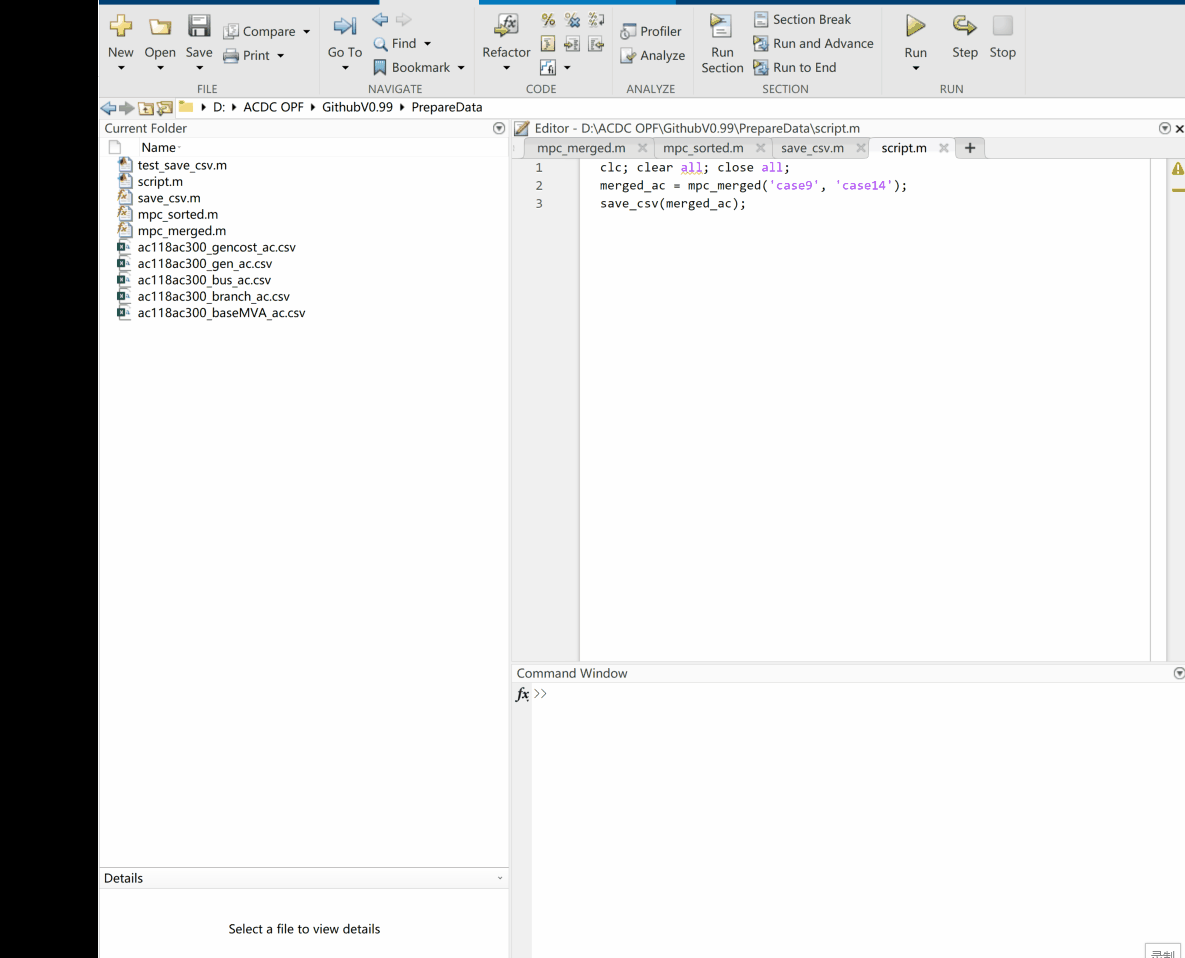 New Open Save Compare Print
FILE
Go To Find Bookmark
NAVIGATE
Refactor
CODE
Profiler
Analyze
ANALYZE
Run Section
Section Break
Run and Advance
Run to End
SECTION
Run Step Stop
RUN
D: ACDC OPF GithubV0.99 PrepareData
Current Folder
Name
test_save_csv.m
script.m
save_csv.m
mpc_sorted.m
mpc_merged.m
ac118ac300_gencost_ac.csv
ac118ac300_gen_ac.csv
ac118ac300_bus_ac.csv
ac118ac300_branch_ac.csv
ac118ac300_baseMVA_ac.csv
Details
Select a file to view details
Editor - D:\ACDC OPF\GithubV0.99\PrepareData\script.m
mpc_merged.m mpc_sorted.m save_csv.m script.m
1 clc; clear all; close all;
2 merged_ac = mpc_merged('case9', 'case14');
3 save_csv(merged_ac);
Command Window
fx >>